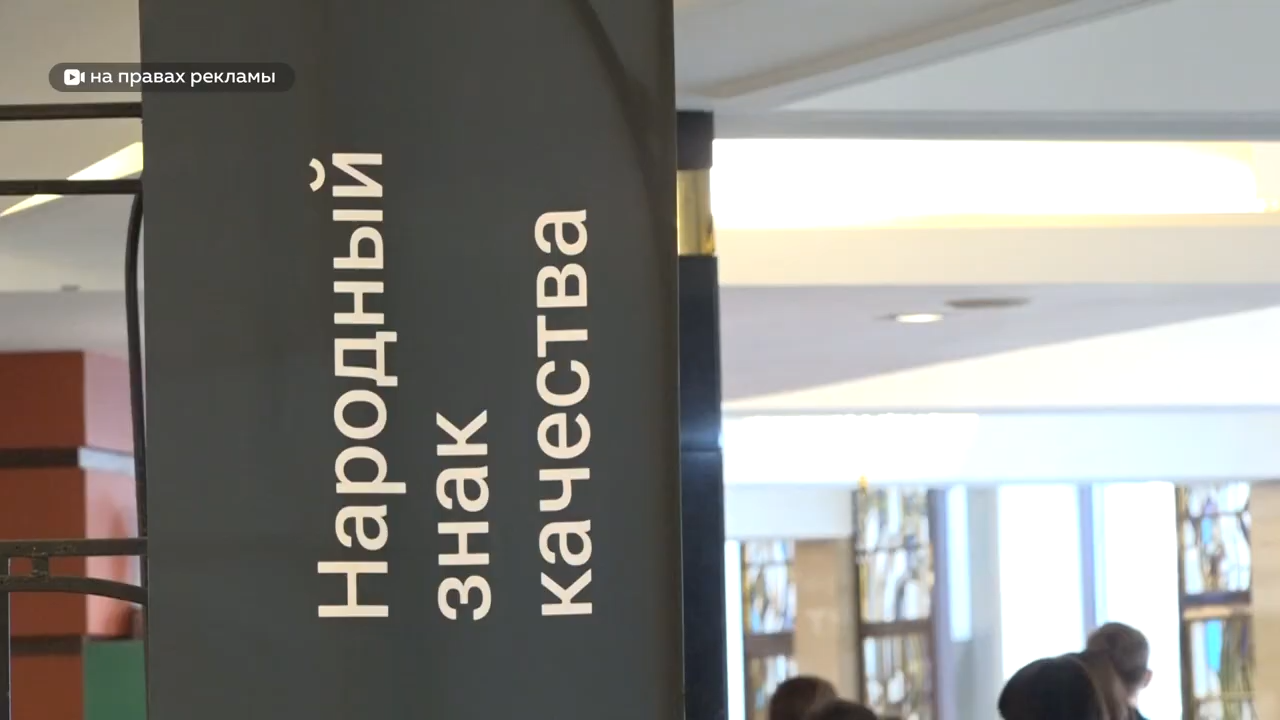 на правах рекламы
Народный
знак
качества